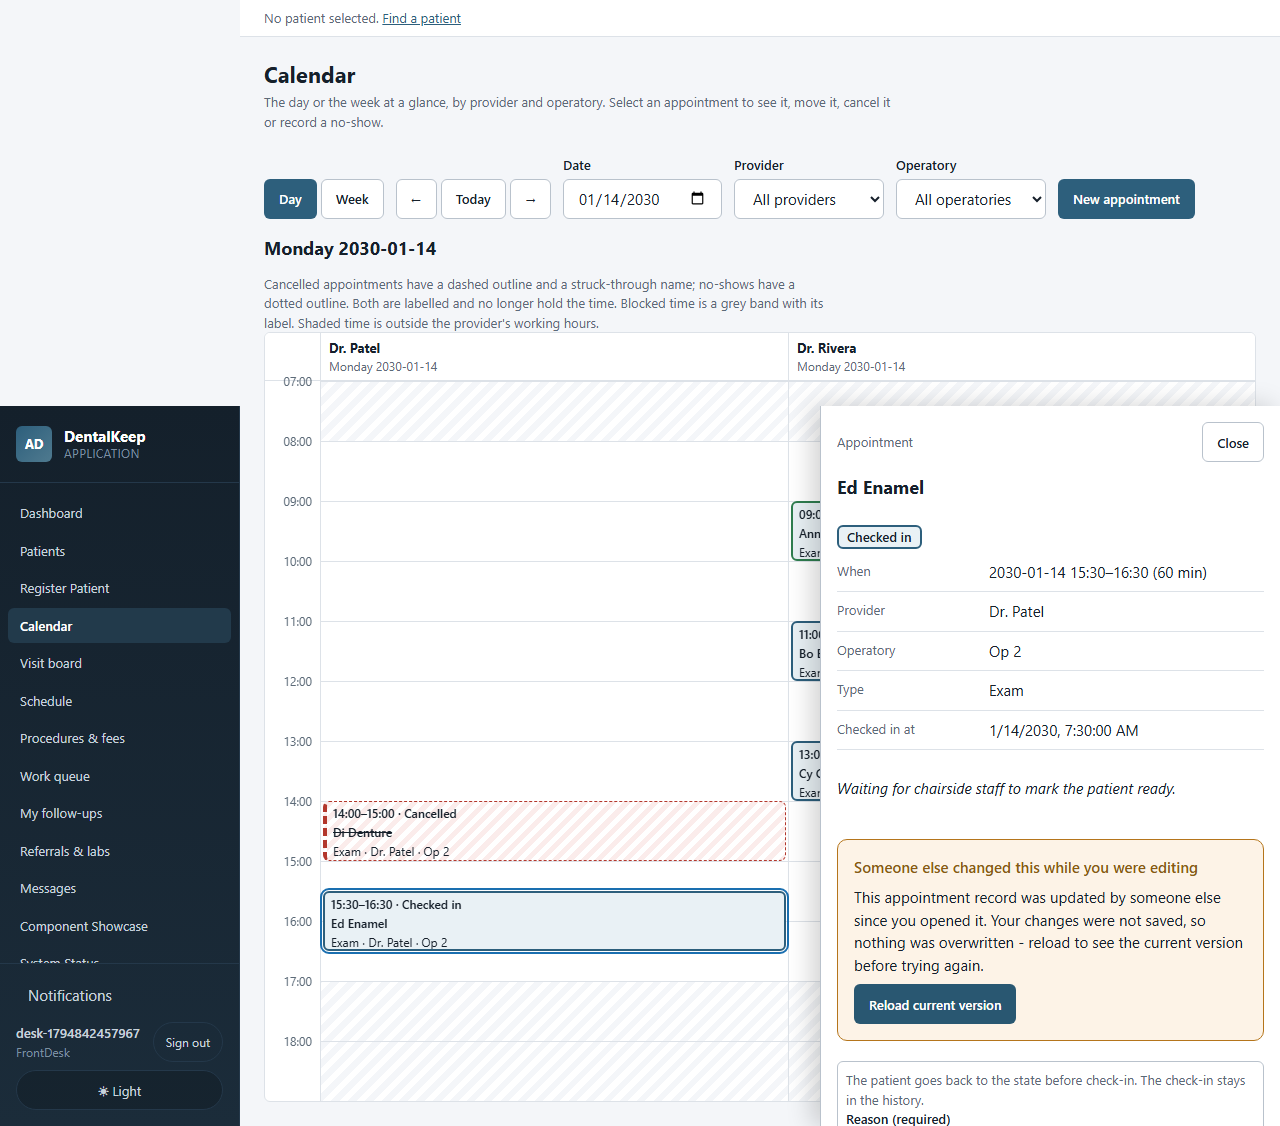 No patient selected. Find a patient
Calendar
The day or the week at a glance, by provider and operatory. Select an appointment to see it, move it, cancel it
or record a no-show.
Date
Provider
Operatory
Day
Week
←
Today
→
01/14/2030
All providers
All operatories
New appointment
Monday 2030-01-14
Cancelled appointments have a dashed outline and a struck-through name; no-shows have a
dotted outline. Both are labelled and no longer hold the time. Blocked time is a grey band with its
label. Shaded time is outside the provider's working hours.
Dr. Patel
Monday 2030-01-14
Dr. Rivera
Monday 2030-01-14
07:00
08:00
09:00
10:00
11:00
12:00
13:00
14:00
15:00
16:00
17:00
18:00
14:00–15:00 · Cancelled
Di Denture
Exam · Dr. Patel · Op 2
15:30–16:30 · Checked in
Ed Enamel
Exam · Dr. Patel · Op 2
AD
DentalKeep
APPLICATION
Dashboard
Patients
Register Patient
Calendar
Visit board
Schedule
Procedures & fees
Work queue
My follow-ups
Referrals & labs
Messages
Component Showcase
System Status
Notifications
desk-1794842457967
FrontDesk
Sign out
☀ Light
Appointment
Close
Ed Enamel
Checked in
When
2030-01-14 15:30–16:30 (60 min)
Provider
Dr. Patel
Operatory
Op 2
Type
Exam
Checked in at
1/14/2030, 7:30:00 AM
Waiting for chairside staff to mark the patient ready.
Someone else changed this while you were editing
This appointment record was updated by someone else
since you opened it. Your changes were not saved, so
nothing was overwritten - reload to see the current version
before trying again.
Reload current version
The patient goes back to the state before check-in. The check-in stays
in the history.
Reason (required)